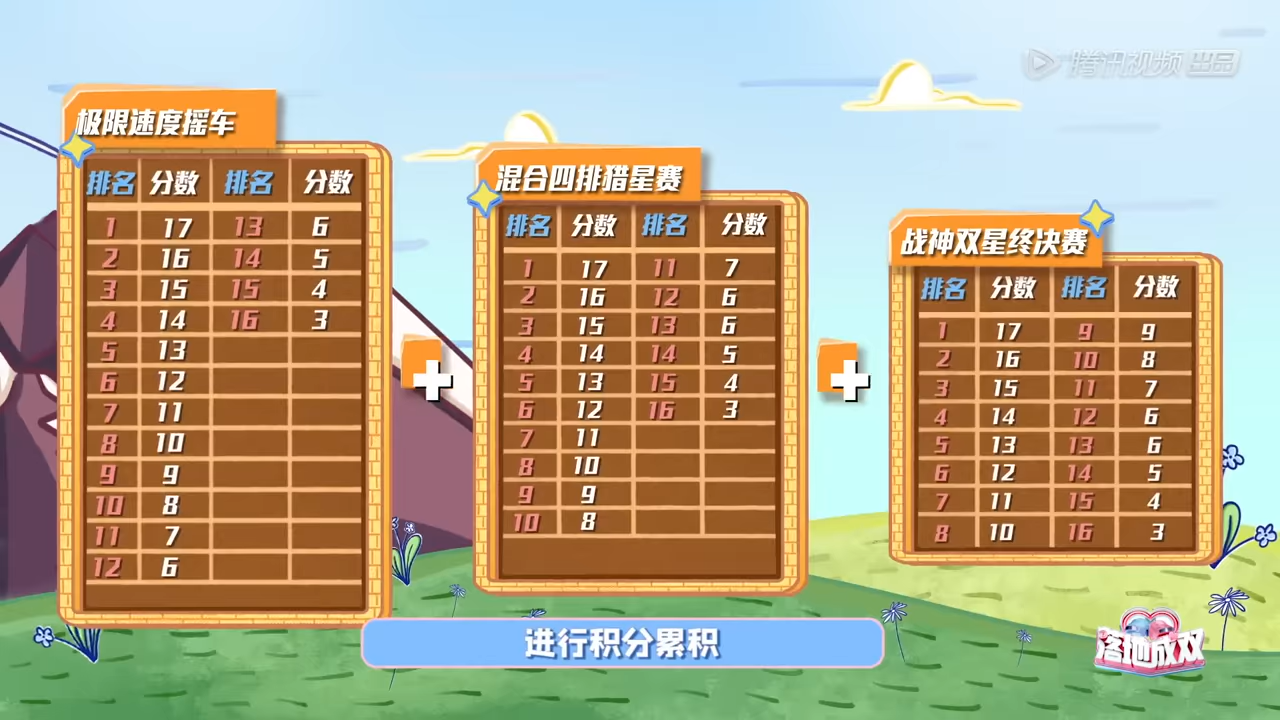 腾讯视频 出品
极限速度摇车
排名 分数 排名 分数
1 17 13 6
2 16 14 5
3 15 15 4
4 14 16 3
5 13
6 12
7 11
8 10
9 9
10 8
11 7
12 6
混合四排猎星赛
排名 分数 排名 分数
1 17 11 7
2 16 12 6
3 15 13 6
4 14 14 5
5 13 15 4
6 12 16 3
7 11
8 10
9 9
10 8
战神双星终决赛
排名 分数 排名 分数
1 17 9 9
2 16 10 8
3 15 11 7
4 14 12 6
5 13 13 6
6 12 14 5
7 11 15 4
8 10 16 3
进行积分累积
落地成双